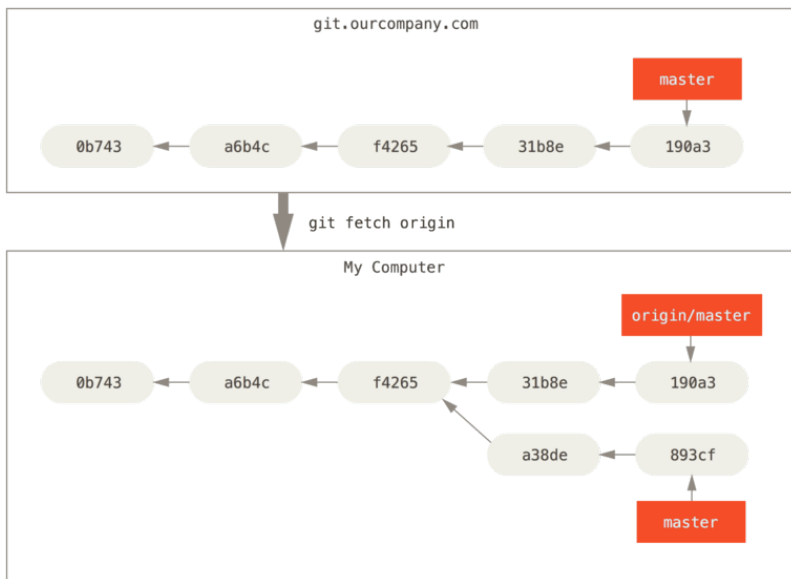 git.ourcompany.com
master
0b743 a6b4c f4265 31b8e 190a3
git fetch origin
My Computer
origin/master
0b743 a6b4c f4265 31b8e 190a3
a38de 893cf
master